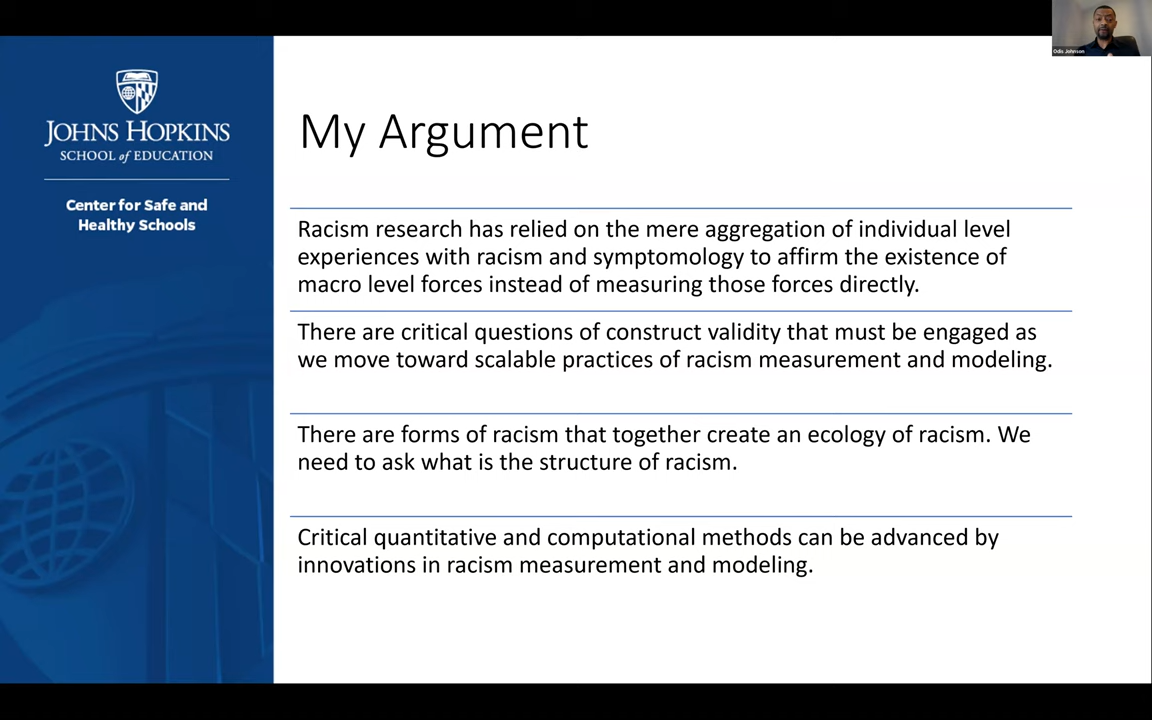 Odis Johnson
JOHNS HOPKINS
SCHOOL of EDUCATION
Center for Safe and
Healthy Schools
My Argument
Racism research has relied on the mere aggregation of individual level
experiences with racism and symptomology to affirm the existence of
macro level forces instead of measuring those forces directly.
There are critical questions of construct validity that must be engaged as
we move toward scalable practices of racism measurement and modeling.
There are forms of racism that together create an ecology of racism. We
need to ask what is the structure of racism.
Critical quantitative and computational methods can be advanced by
innovations in racism measurement and modeling.